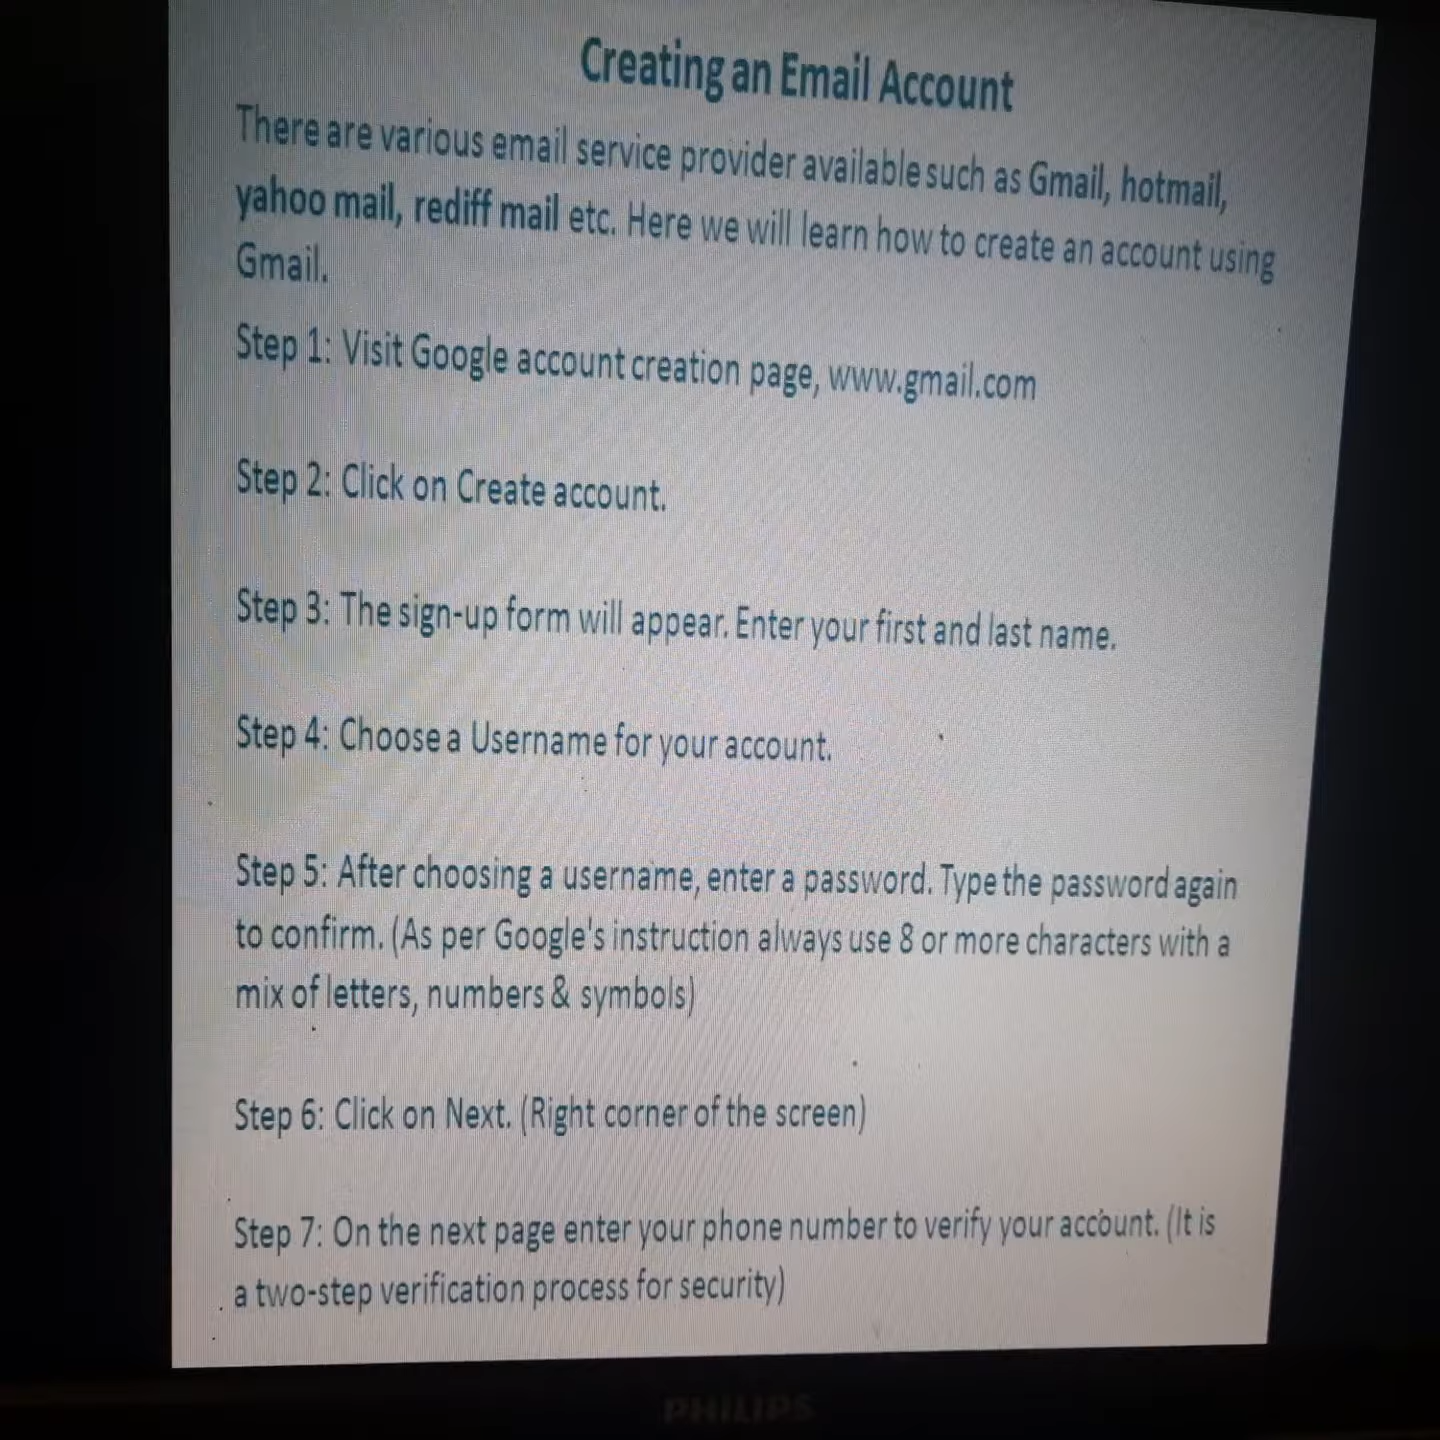 Creating an Email Account
There are various email service provider available such as Gmail, hotmail,
yahoo mail, rediff mail etc. Here we will learn how to create an account using
Gmail.
Step 1: Visit Google account creation page, www.gmail.com
Step 2: Click on Create account.
Step 3: The sign-up form will appear. Enter your first and last name.
Step 4: Choose a Username for your account.
Step 5: After choosing a username, enter a password. Type the password again
to confirm. (As per Google's instruction always use 8 or more characters with a
mix of letters, numbers & symbols)
Step 6: Click on Next. (Right corner of the screen)
Step 7: On the next page enter your phone number to verify your account. (It is
a two-step verification process for security)
PHILIPS